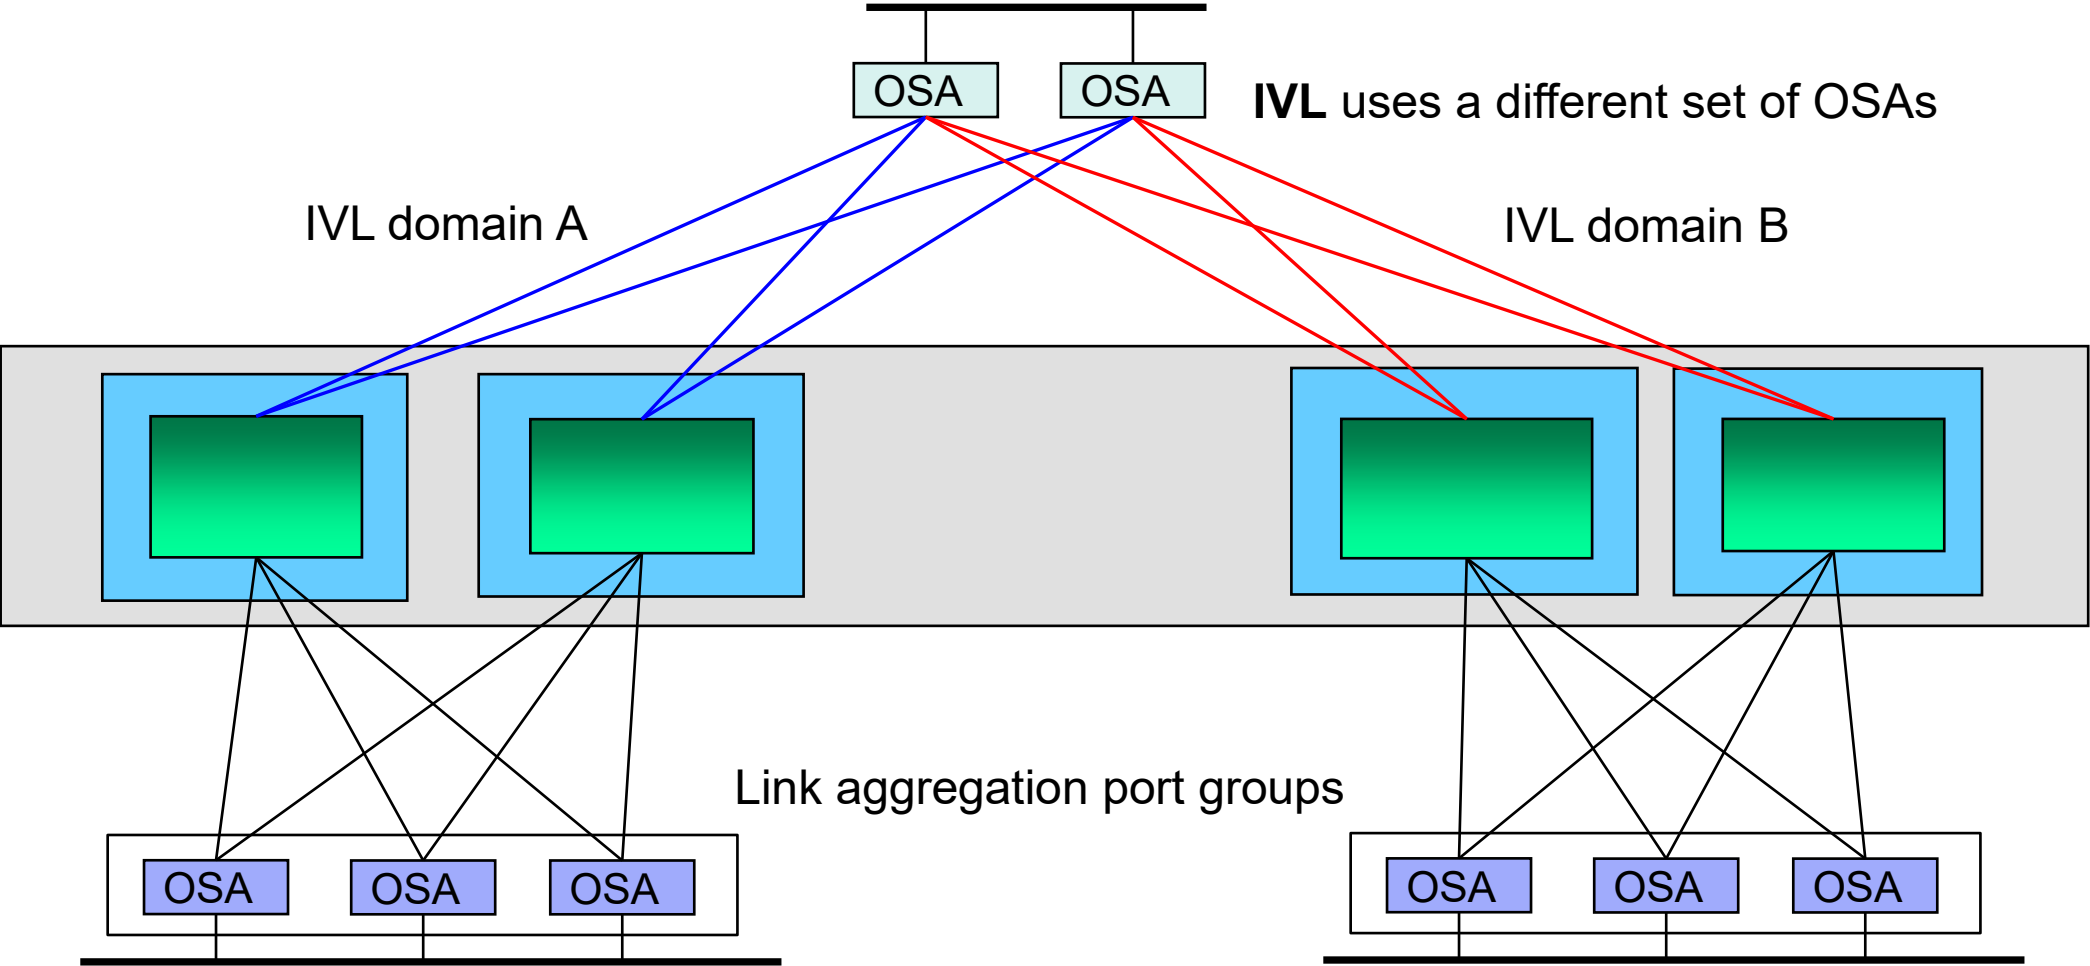 OSA
OSA
IVL uses a different set of OSAs
IVL domain A
IVL domain B
Link aggregation port groups
OSA
OSA
OSA
OSA
OSA
OSA